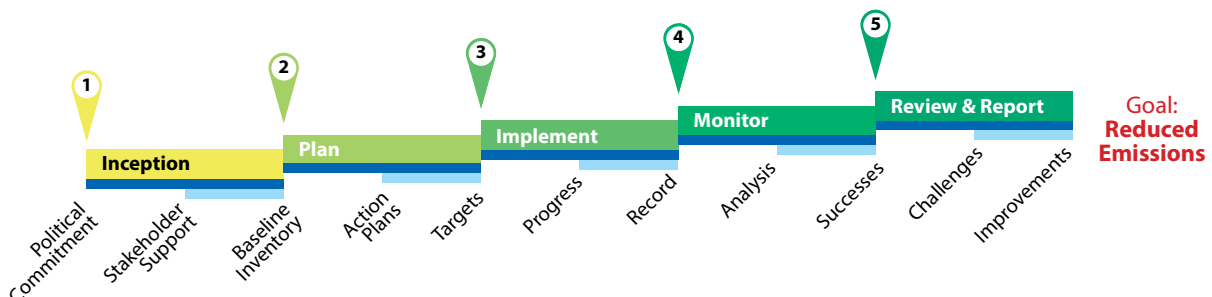 1
2
3
4
5
Inception
Plan
Implement
Monitor
Review & Report
Goal:
Reduced
Emissions
Political
Commitment
Stakeholder
Support
Baseline
Inventory
Action
Plans
Targets
Progress
Record
Analysis
Successes
Challenges
Improvements